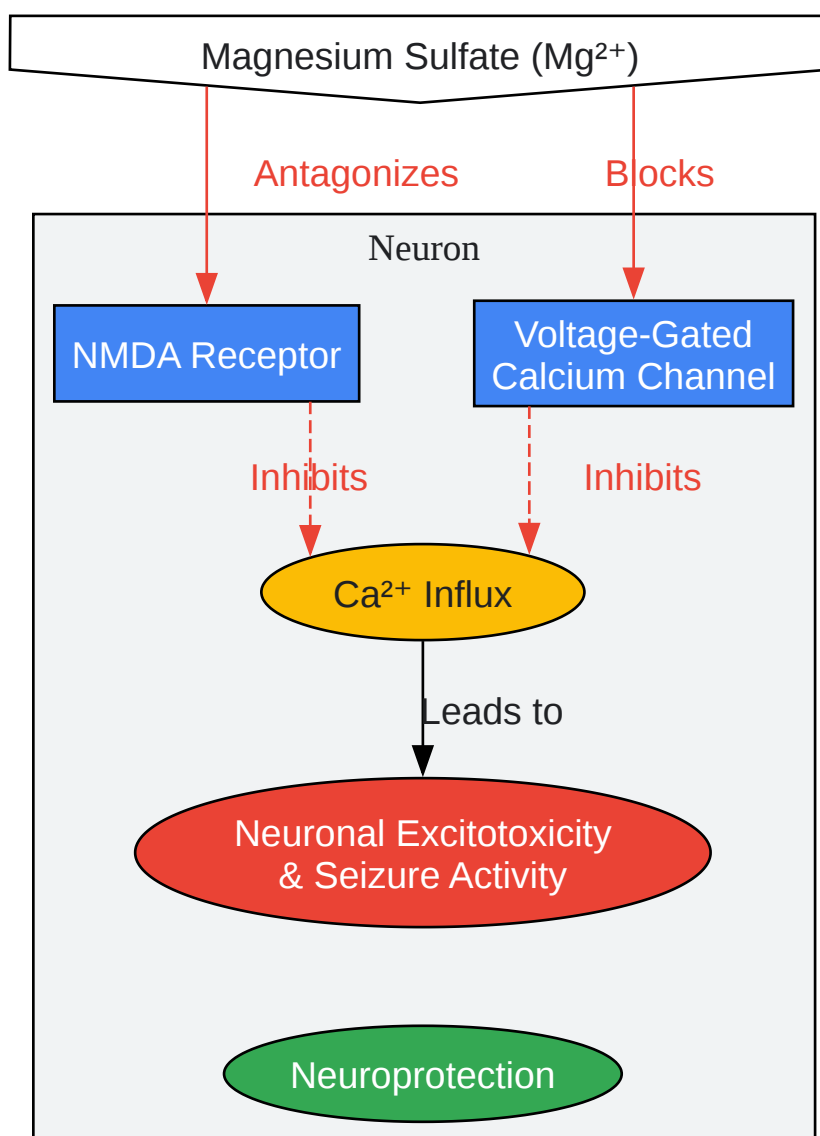 Magnesium Sulfate (Mg²⁺)
Antagonizes
Blocks
Neuron
NMDA Receptor
Voltage-Gated
Calcium Channel
Inhibits
Inhibits
Ca²⁺ Influx
Leads to
Neuronal Excitotoxicity
& Seizure Activity
Neuroprotection